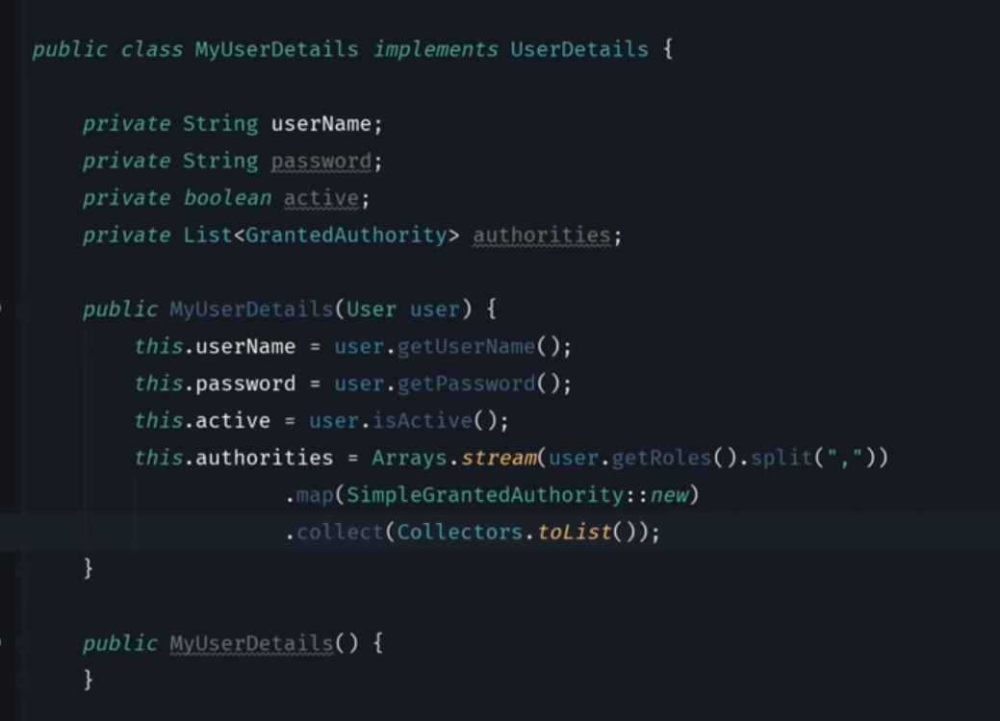 public class MyUserDetails implements UserDetails {
private String userName;
private String password;
private boolean active;
private List<GrantedAuthority> authorities;
public MyUserDetails(User user) {
this.userName = user.getUserName();
this.password = user.getPassword();
this.active = user.isActive();
this.authorities = Arrays.stream(user.getRoles().split(","))
.map(SimpleGrantedAuthority::new)
.collect(Collectors.toList());
}
public MyUserDetails() {
}